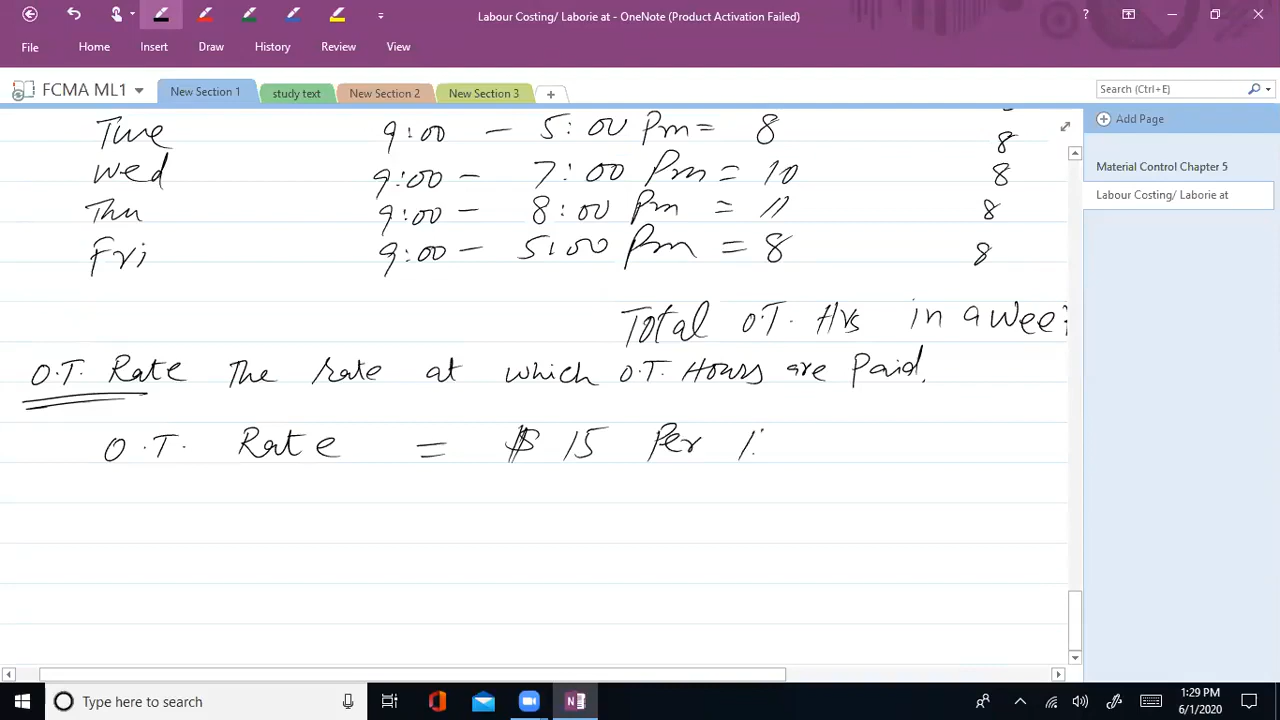 Labour Costing/ Laborie at - OneNote (Product Activation Failed)
File Home Insert Draw History Review View
FCMA ML1 New Section 1 study text New Section 2 New Section 3 Search (Ctrl+E)
Add Page
Material Control Chapter 5
Labour Costing/ Laborie at
Tue 9:00 - 5:00 Pm = 8 8
Wed 9:00 - 7:00 Pm = 10 8
Thu 9:00 - 8:00 Pm = 11 8
Fri 9:00 - 5:00 Pm = 8 8
Total O.T. Hrs in a wee
O.T. Rate The rate at which O.T. Hours are Paid.
O.T. Rate = $ 15 Per
Type here to search
1:29 PM
6/1/2020